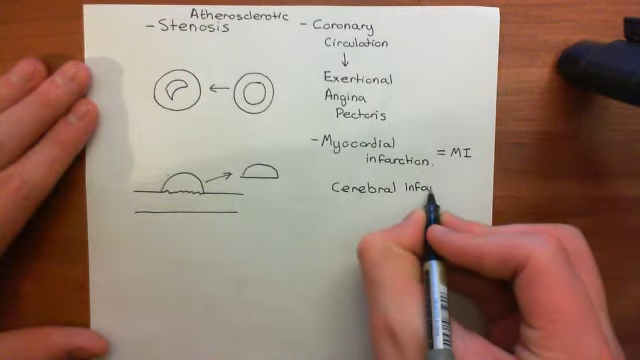 Atherosclerotic
- Stenosis
- Coronary
Circulation
↓
Exertional
Angina
Pectoris
- Myocardial
infarction. = MI
Cerebral Infa